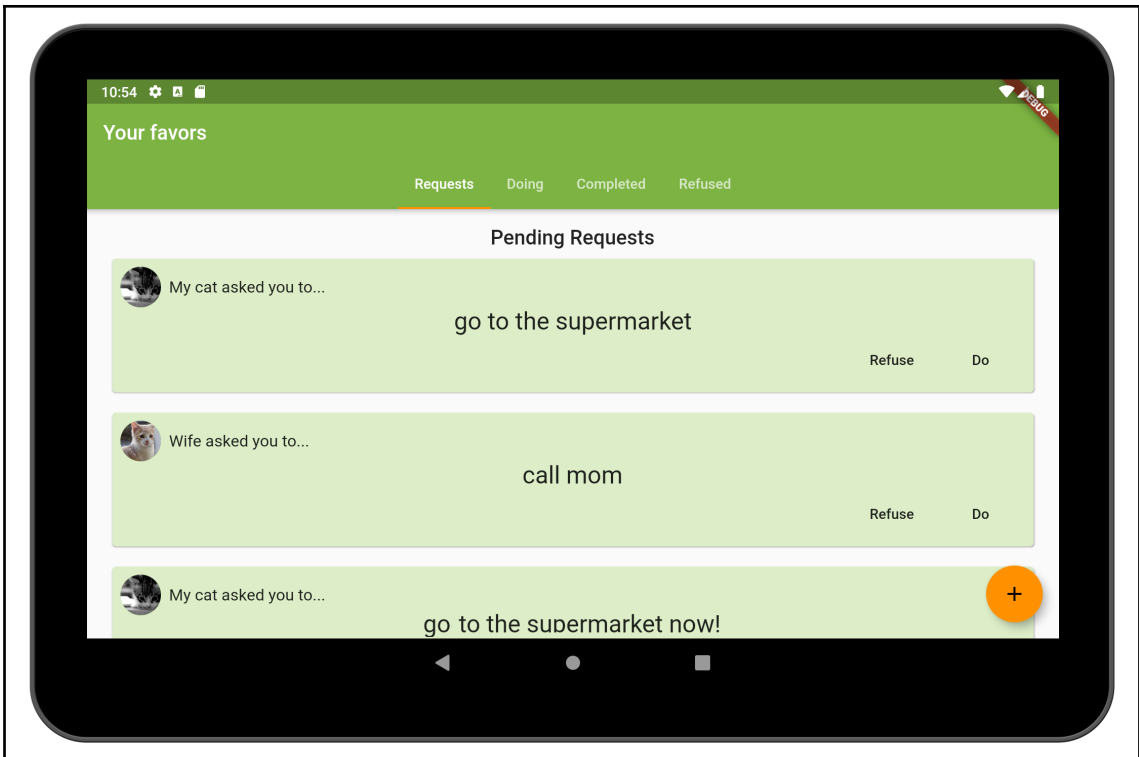 10:54
DEBUG
Your favors
Requests Doing Completed Refused
Pending Requests
My cat asked you to...
go to the supermarket
Refuse Do
Wife asked you to...
call mom
Refuse Do
My cat asked you to...
go to the supermarket now!